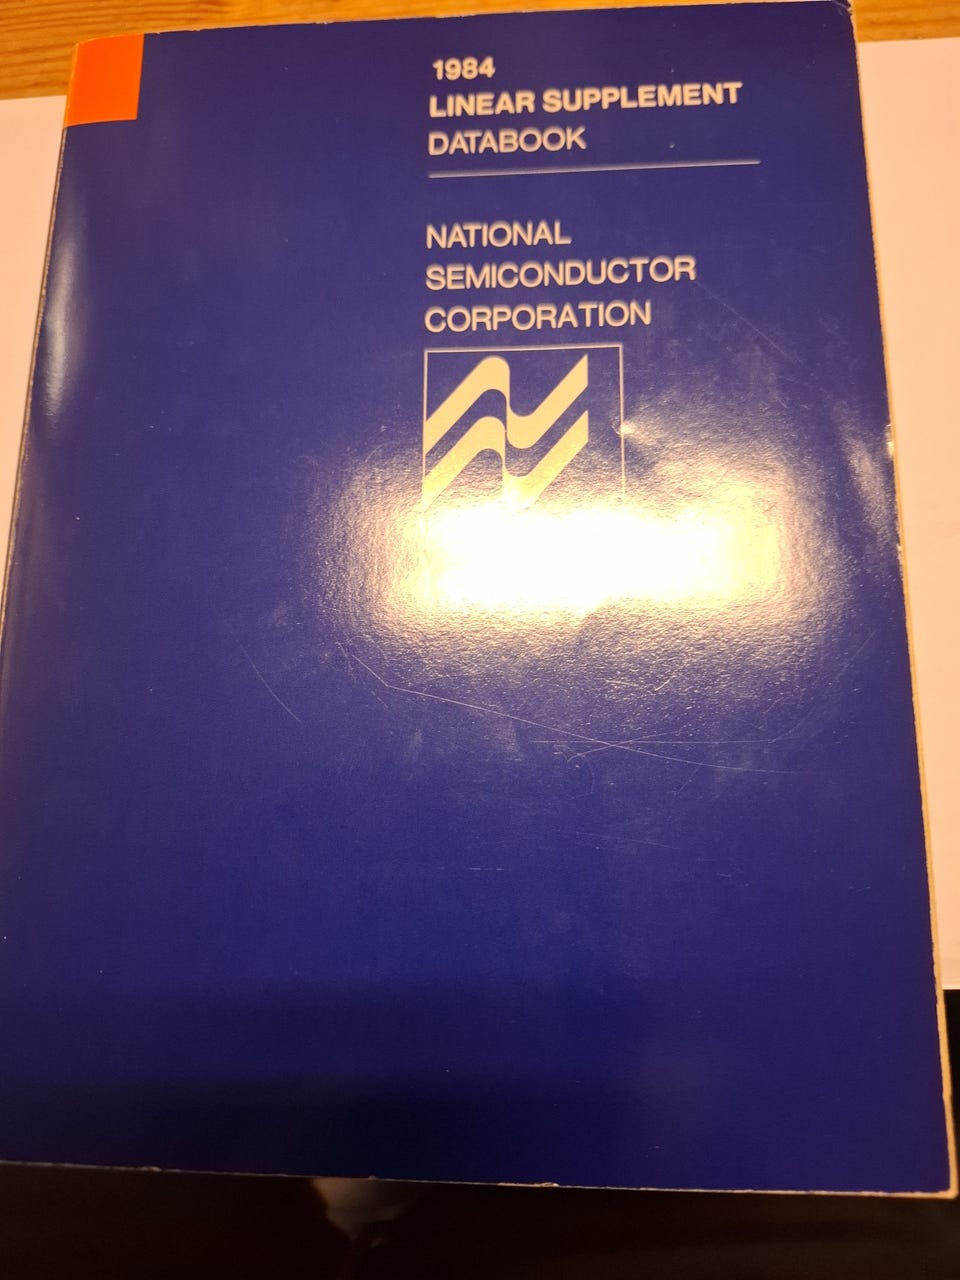 1984
LINEAR SUPPLEMENT
DATABOOK
NATIONAL
SEMICONDUCTOR
CORPORATION